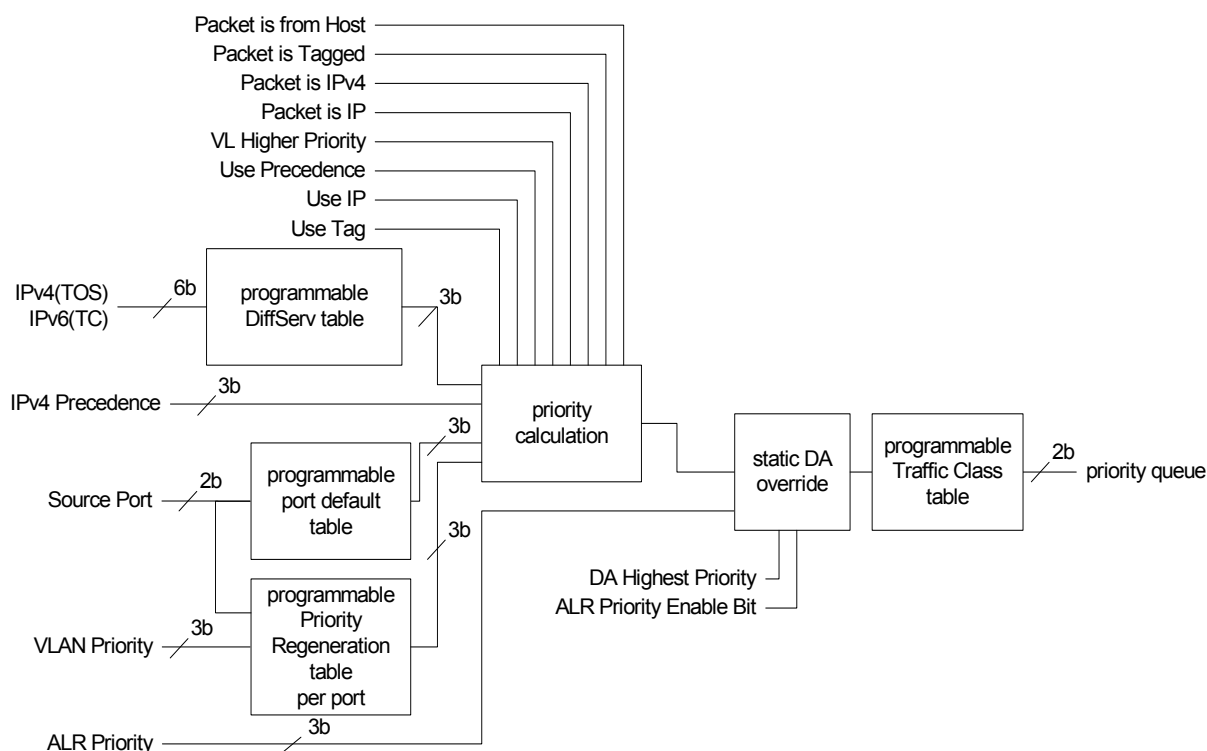 Packet is from Host
Packet is Tagged
Packet is IPv4
Packet is IP
VL Higher Priority
Use Precedence
Use IP
Use Tag
IPv4(TOS)
IPv6(TC)
6b
programmable
DiffServ table
3b
IPv4 Precedence
3b
priority
calculation
Source Port
2b
programmable
port default
table
3b
static DA
override
programmable
Traffic Class
table
2b
priority queue
VLAN Priority
3b
programmable
Priority
Regeneration
table
per port
3b
DA Highest Priority
ALR Priority Enable Bit
ALR Priority
3b